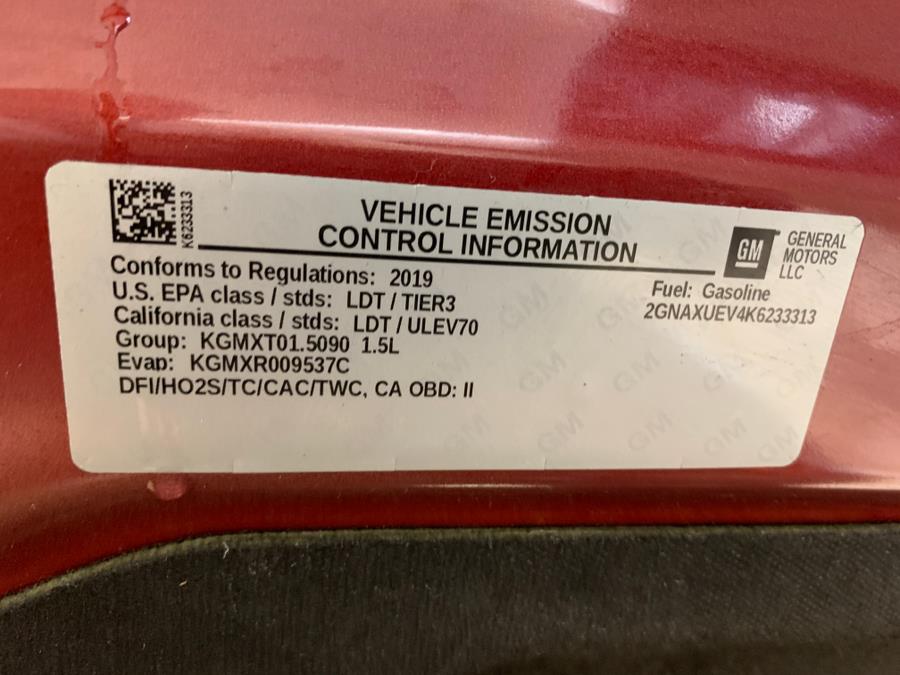 K6233313
VEHICLE EMISSION
CONTROL INFORMATION
GM
GENERAL
MOTORS
LLC
Conforms to Regulations: 2019
U.S. EPA class / stds: LDT / TIER3
California class / stds: LDT / ULEV70
Group: KGMXT01.5090 1.5L
Evap: KGMXR009537C
DFI/HO2S/TC/CAC/TWC, CA OBD: II
Fuel: Gasoline
2GNAXUEV4K6233313